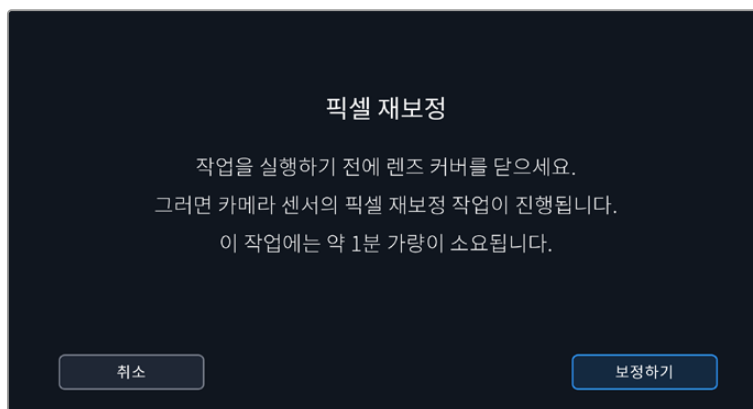 픽셀 재보정
작업을 실행하기 전에 렌즈 커버를 닫으세요.
그러면 카메라 센서의 픽셀 재보정 작업이 진행됩니다.
이 작업에는 약 1분 가량이 소요됩니다.
취소
보정하기